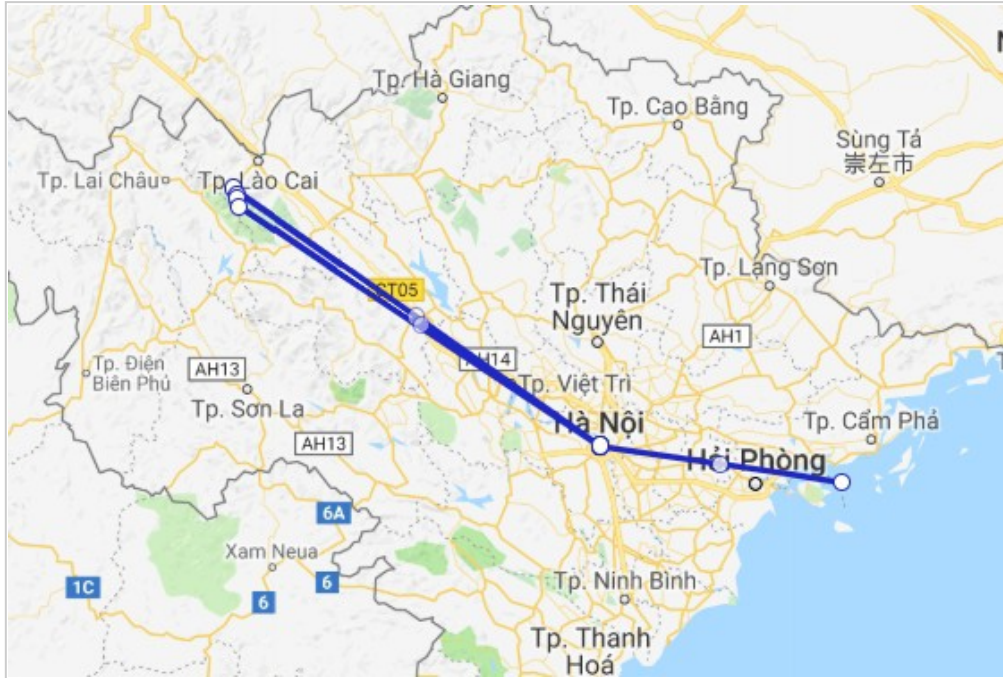 Tp. Hà Giang
Tp. Cao Bằng
Sùng Tả
崇左市
Tp. Lai Châu
Tp. Lào Cai
Tp. Lạng Sơn
CT05
Tp. Thái
Nguyên
AH1
Tp. Điện
Biên Phủ
AH13
AH14
Tp. Việt Trì
Tp. Sơn La
Hà Nội
Tp. Cẩm Phả
AH13
Hải Phòng
6A
Xam Neua
1C
6
6
Tp. Ninh Bình
Tp. Thanh
Hoá